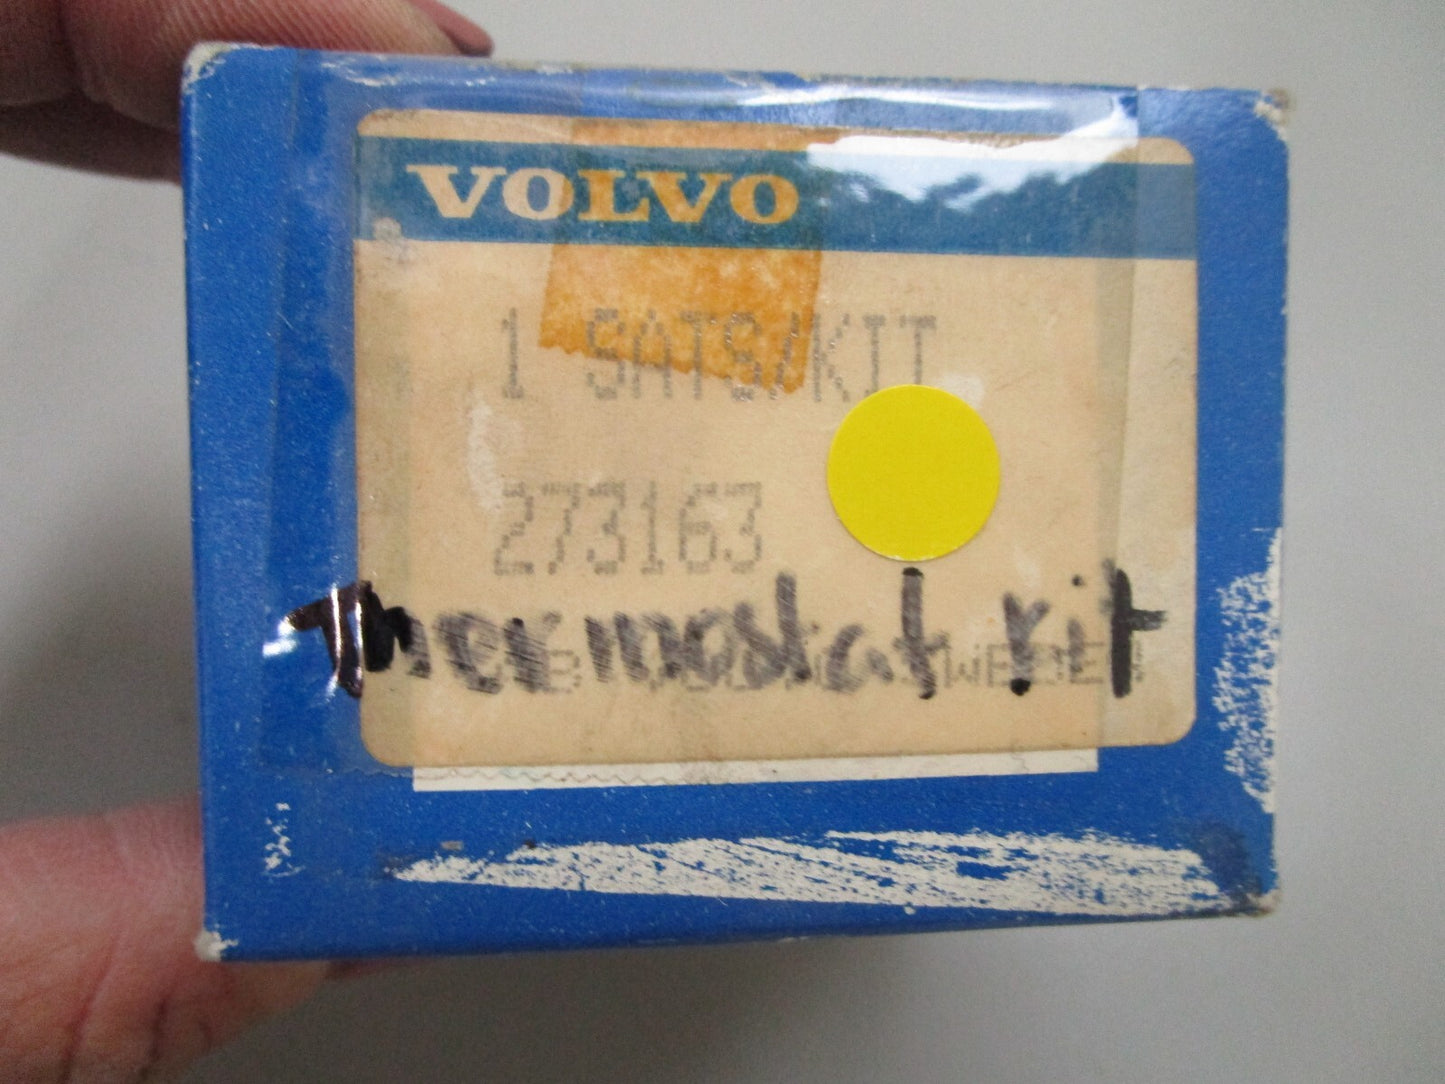 VOLVO
1 SATS/KIT
273163
thermostat kit